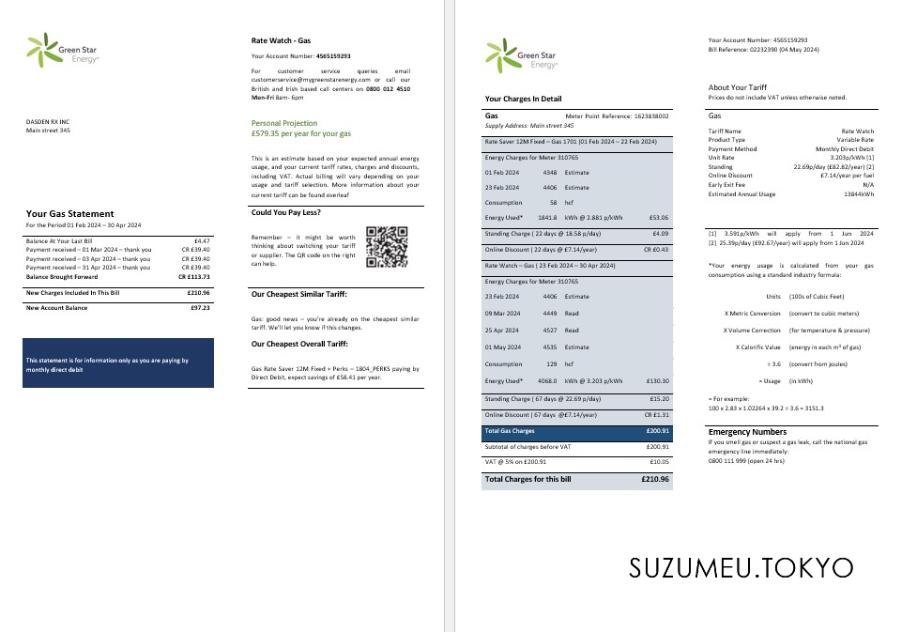 Green Star
Energy
DASDEN RX INC
Main street 345
Your Gas Statement
For the Period 01 Feb 2024 – 30 Apr 2024
Balance At Your Last Bill £4.47
Payment received – 01 Mar 2024 – thank you CR £39.40
Payment received – 03 Apr 2024 – thank you CR £39.40
Payment received – 31 Apr 2024 – thank you CR £39.40
Balance Brought Forward CR £113.73
New Charges Included In This Bill £210.96
New Account Balance £97.23
This statement is for information only as you are paying by
monthly direct debit
Rate Watch - Gas
Your Account Number: 4565159293
For customer service queries email
customerservice@mygreenstarenergy.com or call our
British and Irish based call centers on 0800 012 4510
Mon-Fri 8am- 6pm
Personal Projection
£579.35 per year for your gas
This is an estimate based on your expected annual energy
usage, and your current tariff rates, charges and discounts,
including VAT. Actual billing will vary depending on your
usage and tariff selection. More information about your
current tariff can be found overleaf
Could You Pay Less?
Remember – it might be worth
thinking about switching your tariff
or supplier. The QR code on the right
can help.
Our Cheapest Similar Tariff:
Gas: good news – you're already on the cheapest similar
tariff. We'll let you know if this changes.
Our Cheapest Overall Tariff:
Gas Rate Saver 12M Fixed + Perks – 1804_PERKS paying by
Direct Debit, expect savings of £58.41 per year.
Green Star
Energy
Your Charges In Detail
Gas Meter Point Reference: 1623838002
Supply Address: Main street 345
Rate Saver 12M Fixed – Gas 1701 (01 Feb 2024 – 22 Feb 2024)
Energy Charges for Meter 310765
01 Feb 2024 4348 Estimate
23 Feb 2024 4406 Estimate
Consumption 58 hcf
Energy Used* 1841.8 kWh @ 2.881 p/kWh £53.06
Standing Charge ( 22 days @ 18.58 p/day) £4.09
Online Discount ( 22 days @ £7.14/year) CR £0.43
Rate Watch – Gas ( 23 Feb 2024 – 30 Apr 2024)
Energy Charges for Meter 310765
23 Feb 2024 4406 Estimate
09 Mar 2024 4449 Read
25 Apr 2024 4527 Read
01 May 2024 4535 Estimate
Consumption 129 hcf
Energy Used* 4068.0 kWh @ 3.203 p/kWh £130.30
Standing Charge ( 67 days @ 22.69 p/day) £15.20
Online Discount ( 67 days @£7.14/year) CR £1.31
Total Gas Charges £200.91
Subtotal of charges before VAT £200.91
VAT @ 5% on £200.91 £10.05
Total Charges for this bill £210.96
Your Account Number: 4565159293
Bill Reference: 02232390 (04 May 2024)
About Your Tariff
Prices do not include VAT unless otherwise noted.
Gas
Tariff Name Rate Watch
Product Type Variable Rate
Payment Method Monthly Direct Debit
Unit Rate 3.203p/kWh [1]
Standing 22.69p/day (£82.82/year) [2]
Online Discount £7.14/year per fuel
Early Exit Fee N/A
Estimated Annual Usage 13844kWh
[1] 3.591p/kWh will apply from 1 Jun 2024
[2] 25.39p/day (£92.67/year) will apply from 1 Jun 2024
*Your energy usage is calculated from your gas
consumption using a standard industry formula:
Units (100s of Cubic Feet)
X Metric Conversion (convert to cubic meters)
X Volume Correction (for temperature & pressure)
X Calorific Value (energy in each m³ of gas)
÷ 3.6 (convert from joules)
= Usage (in kWh)
= For example:
100 x 2.83 x 1.02264 x 39.2 ÷ 3.6 = 3151.3
Emergency Numbers
If you smell gas or suspect a gas leak, call the national gas
emergency line immediately:
0800 111 999 (open 24 hrs)
SUZUMEU.TOKYO